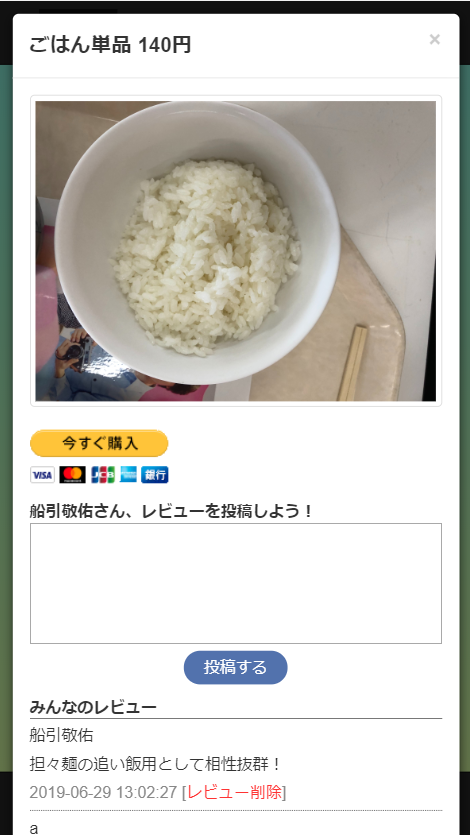 ごはん単品 140円
×
今すぐ購入
VISA MasterCard JCB AMERICAN EXPRESS 銀行
船引敬佑さん、レビューを投稿しよう！
投稿する
みんなのレビュー
船引敬佑
担々麺の追い飯用として相性抜群！
2019-06-29 13:02:27 [レビュー削除]
a